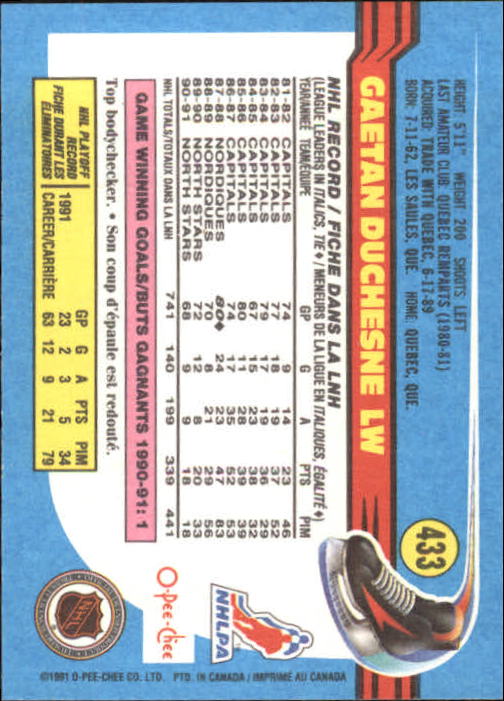 433
GAETAN DUCHESNE LW
HEIGHT: 5'11" WEIGHT: 200 SHOOTS: LEFT
LAST AMATEUR CLUB: QUEBEC REMPARTS (1980-81)
ACQUIRED: TRADE WITH QUEBEC, 6-17-89
BORN: 7-11-62, LES SAULES, QUE. HOME: QUEBEC, QUE.
NHL RECORD / FICHE DANS LA LNH
(LEAGUE LEADERS IN ITALICS, TIE♦ / MENEURS DE LA LIGUE EN ITALIQUES, ÉGALITÉ♦)
YEAR/ANNÉE TEAM/ÉQUIPE GP G A PTS PIM
81-82 CAPITALS 74 9 14 23 46
82-83 CAPITALS 77 18 19 37 52
83-84 CAPITALS 79 17 19 36 29
84-85 CAPITALS 67 15 23 38 32
85-86 CAPITALS 80 11 28 39 39
86-87 CAPITALS 74 17 35 52 53
87-88 NORDIQUES 80♦ 24 23 47 83
88-89 NORDIQUES 70 8 21 29 56
89-90 NORTH STARS 72 12 8 20 33
90-91 NORTH STARS 68 9 9 18 18
NHL TOTALS/TOTAUX DANS LA LNH 741 140 199 339 441
GAME WINNING GOALS/BUTS GAGNANTS 1990-91: 1
Top bodychecker. • Son coup d'épaule est redouté.
NHL PLAYOFF RECORD
FICHE DURANT LES ÉLIMINATOIRES
GP G A PTS PIM
1991 23 2 3 5 34
CAREER/CARRIÈRE 63 12 9 21 79
NHLPA
O-Pee-Chee
NHL
©1991 O-PEE-CHEE CO. LTD. PTD. IN CANADA / IMPRIMÉ AU CANADA